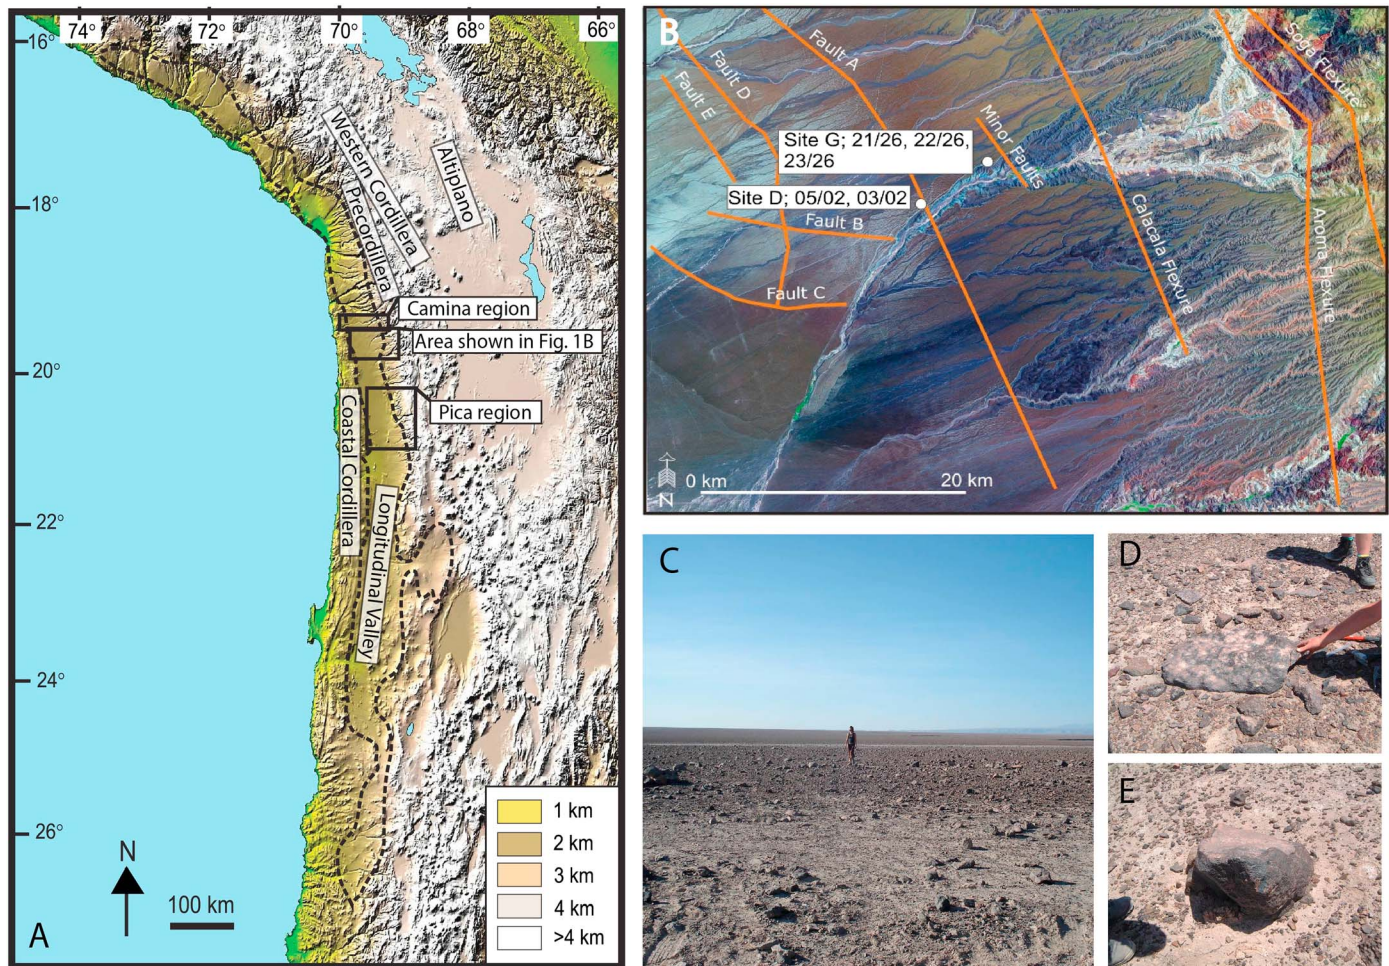 74° 72° 70° 68° 66°
16°
18°
20°
22°
24°
26°
Western Cordillera
Precordillera
Altiplano
Camina region
Area shown in Fig. 1B
Pica region
Coastal Cordillera
Longitudinal Valley
N
100 km
A
1 km
2 km
3 km
4 km
>4 km
B
Fault A
Fault D
Fault E
Soga Flexure
Minor Faults
Site G; 21/26, 22/26,
23/26
Site D; 05/02, 03/02
Fault B
Fault C
Calacala Flexure
Aroma Flexure
N
0 km
20 km
C
D
E